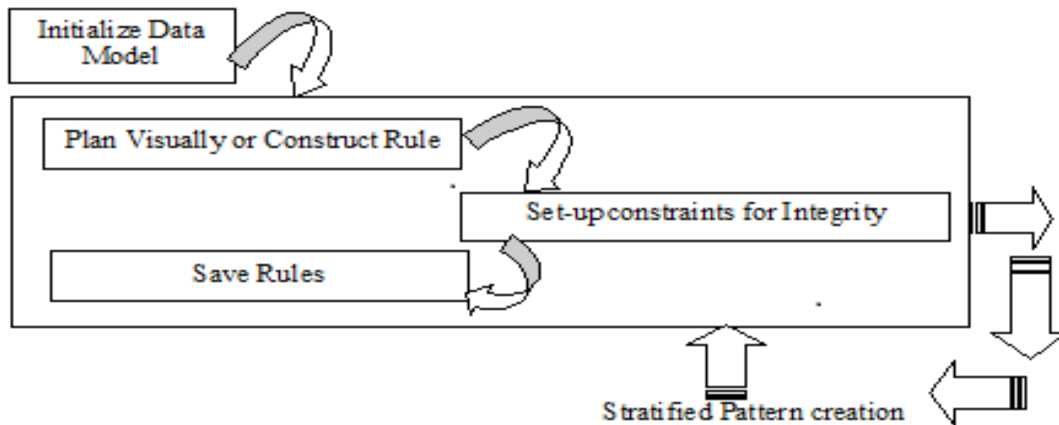 Initialize Data
Model
Plan Visually or Construct Rule
Set-upconstraints for Integrity
Save Rules
Stratified Pattern creation